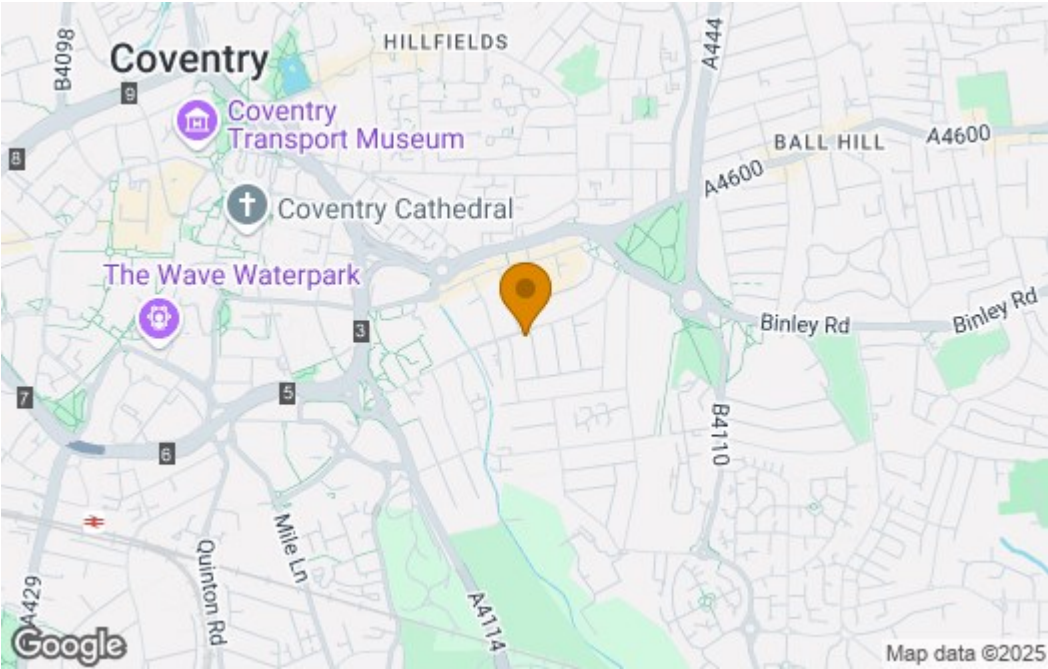 B4098
Coventry
HILLFIELDS
A444
9
Coventry
Transport Museum
BALL HILL
A4600
8
A4600
Coventry Cathedral
The Wave Waterpark
3
Binley Rd
Binley Rd
7
5
B4110
6
Mile Ln
Quinton Rd
A429
A4114
Google
Map data ©2025